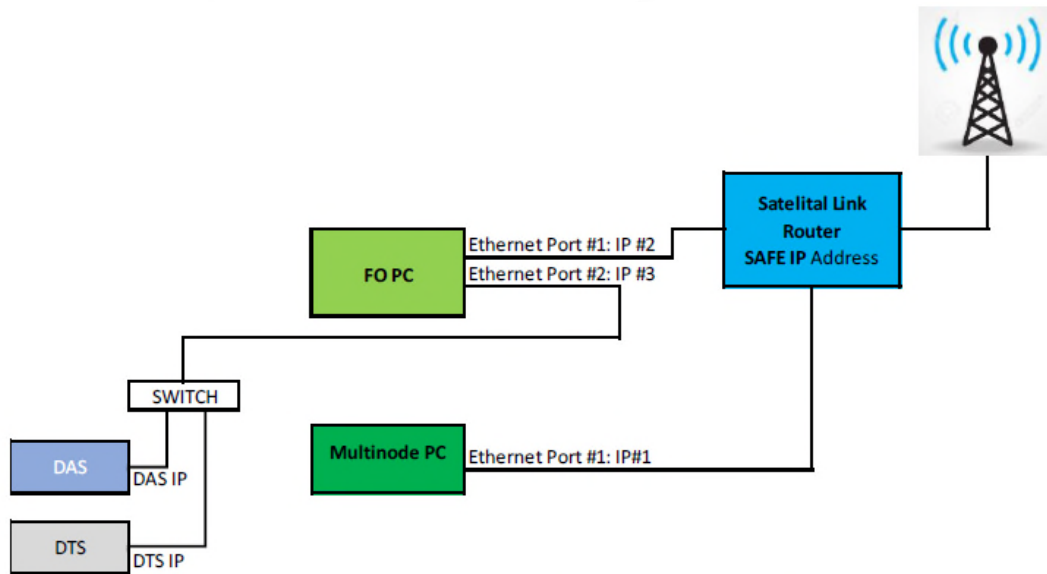 Satelital Link
Router
SAFE IP Address
Ethernet Port #1: IP #2
FO PC
Ethernet Port #2: IP #3
SWITCH
Multinode PC
Ethernet Port #1: IP#1
DAS
DAS IP
DTS
DTS IP